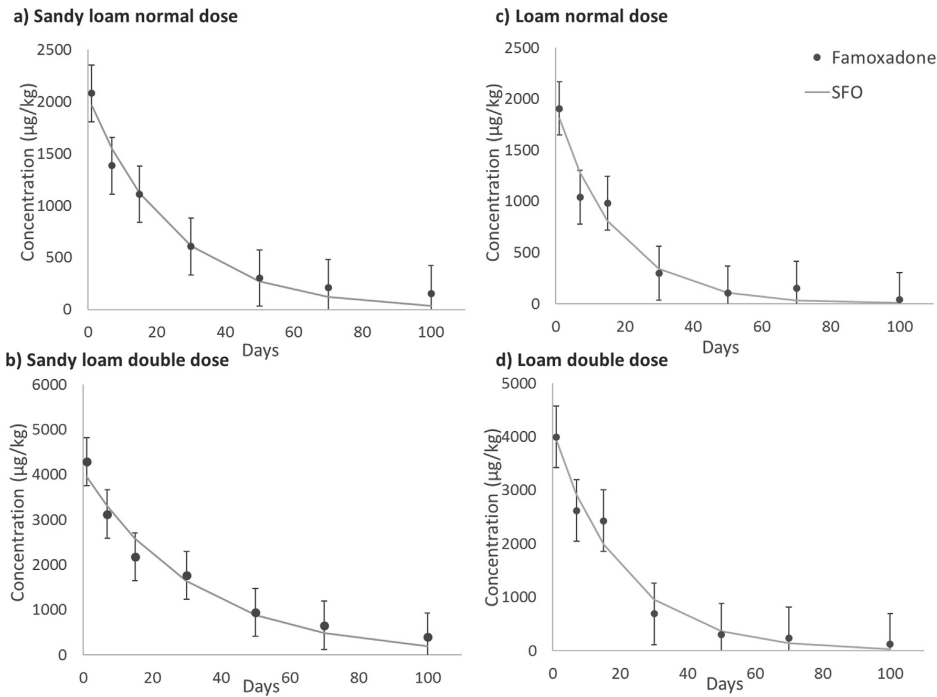 a) Sandy loam normal dose
2500
2000
1500
1000
500
0
0 20 40 60 80 100
Concentration (µg/kg)
Days
c) Loam normal dose
2500
2000
1500
1000
500
0
0 20 40 60 80 100
Concentration (µg/kg)
Days
Famoxadone
SFO
b) Sandy loam double dose
6000
5000
4000
3000
2000
1000
0
0 20 40 60 80 100
Concentration (µg/kg)
Days
d) Loam double dose
5000
4000
3000
2000
1000
0
0 20 40 60 80 100
Concentration (µg/kg)
Days